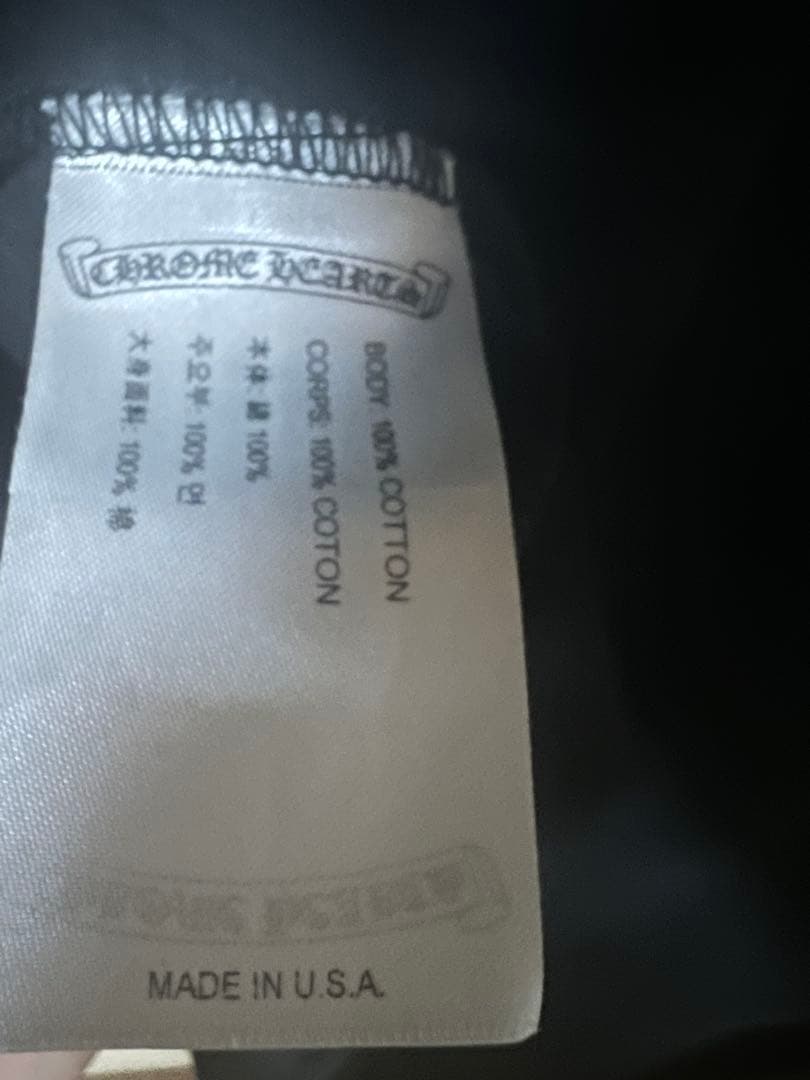 CHROME HEARTS
BODY: 100% COTTON
CORPS: 100% COTON
本体: 綿 100%
주요부: 100% 면
大身面料: 100% 棉
MADE IN U.S.A.